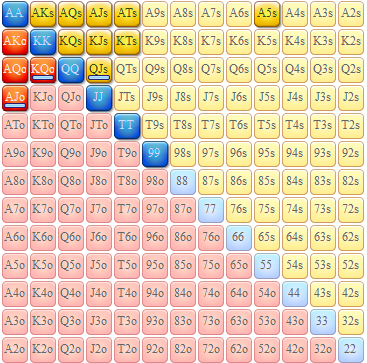 AA AKs AQs AJs ATs A9s A8s A7s A6s A5s A4s A3s A2s
AKo KK KQs KJs KTs K9s K8s K7s K6s K5s K4s K3s K2s
AQo KQo QQ QJs QTs Q9s Q8s Q7s Q6s Q5s Q4s Q3s Q2s
AJo KJo QJo JJ JTs J9s J8s J7s J6s J5s J4s J3s J2s
ATo KTo QTo JTo TT T9s T8s T7s T6s T5s T4s T3s T2s
A9o K9o Q9o J9o T9o 99 98s 97s 96s 95s 94s 93s 92s
A8o K8o Q8o J8o T8o 98o 88 87s 86s 85s 84s 83s 82s
A7o K7o Q7o J7o T7o 97o 87o 77 76s 75s 74s 73s 72s
A6o K6o Q6o J6o T6o 96o 86o 76o 66 65s 64s 63s 62s
A5o K5o Q5o J5o T5o 95o 85o 75o 65o 55 54s 53s 52s
A4o K4o Q4o J4o T4o 94o 84o 74o 64o 54o 44 43s 42s
A3o K3o Q3o J3o T3o 93o 83o 73o 63o 53o 43o 33 32s
A2o K2o Q2o J2o T2o 92o 82o 72o 62o 52o 42o 32o 22